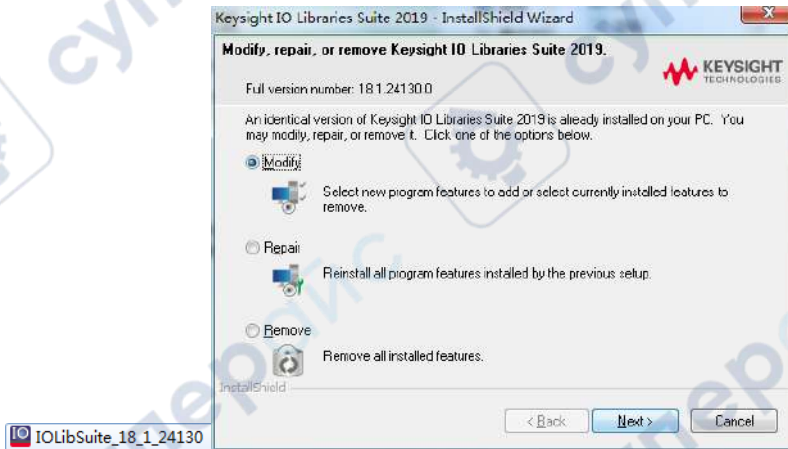 Keysight IO Libraries Suite 2019 - InstallShield Wizard
Modify, repair, or remove Keysight IO Libraries Suite 2019.
KEYSIGHT
TECHNOLOGIES
Full version number: 18.1.24130.0
An identical version of Keysight IO Libraries Suite 2019 is already installed on your PC. You
may modify, repair, or remove it. Click one of the options below.
Modify
Select new program features to add or select currently installed features to
remove.
Repair
Reinstall all program features installed by the previous setup.
Remove
Remove all installed features.
InstallShield
< Back
Next >
Cancel
IO IOLibSuite_18_1_24130
супер
айс
супер